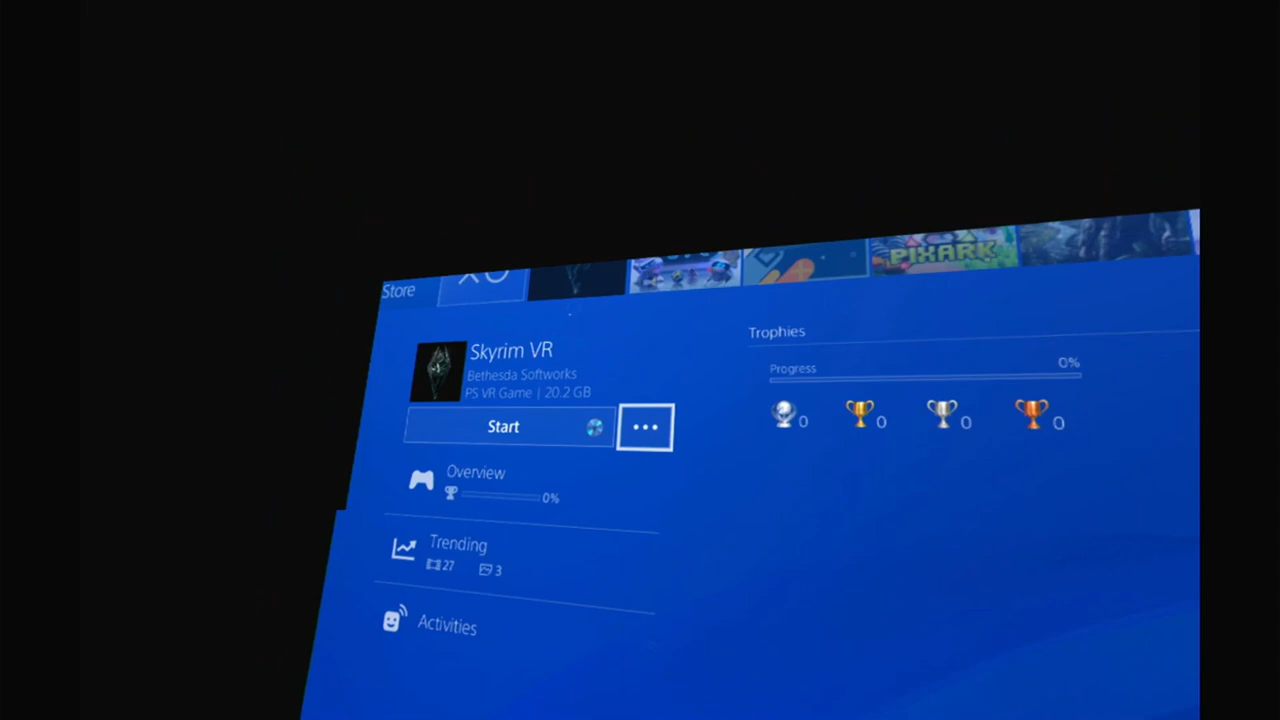 Store
PIXARK
Skyrim VR
Bethesda Softworks
PS VR Game | 20.2 GB
Start
...
Overview
0%
Trending
27
3
Activities
Trophies
Progress
0%
0
0
0
0